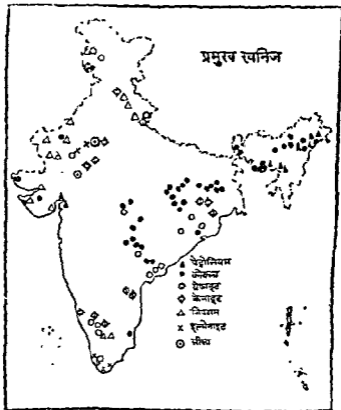 प्रमुख खनिज
पेट्रोलियम
कोयला
ग्रेफाइट
केनाइट
जिप्सम
इल्मेनाइट
सीसा